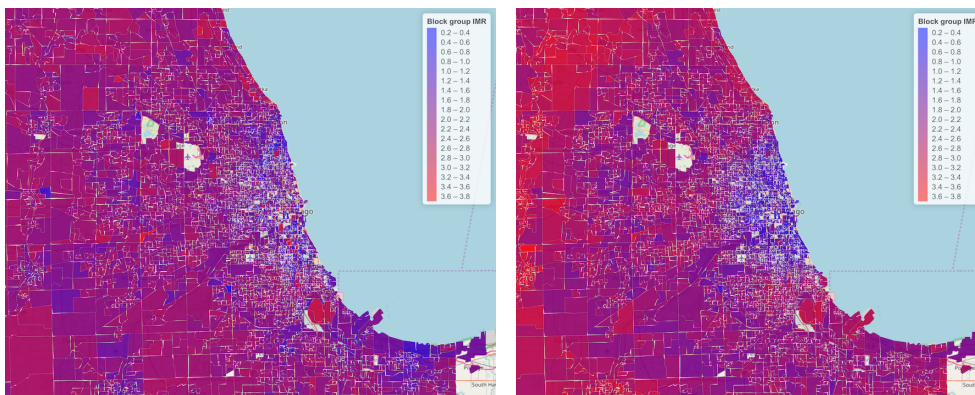 Block group IMR
0.2 – 0.4
0.4 – 0.6
0.6 – 0.8
0.8 – 1.0
1.0 – 1.2
1.2 – 1.4
1.4 – 1.6
1.6 – 1.8
1.8 – 2.0
2.0 – 2.2
2.2 – 2.4
2.4 – 2.6
2.6 – 2.8
2.8 – 3.0
3.0 – 3.2
3.2 – 3.4
3.4 – 3.6
3.6 – 3.8
ago
South Ha
Block group IMR
0.2 – 0.4
0.4 – 0.6
0.6 – 0.8
0.8 – 1.0
1.0 – 1.2
1.2 – 1.4
1.4 – 1.6
1.6 – 1.8
1.8 – 2.0
2.0 – 2.2
2.2 – 2.4
2.4 – 2.6
2.6 – 2.8
2.8 – 3.0
3.0 – 3.2
3.2 – 3.4
3.4 – 3.6
3.6 – 3.8
ago
South Ha